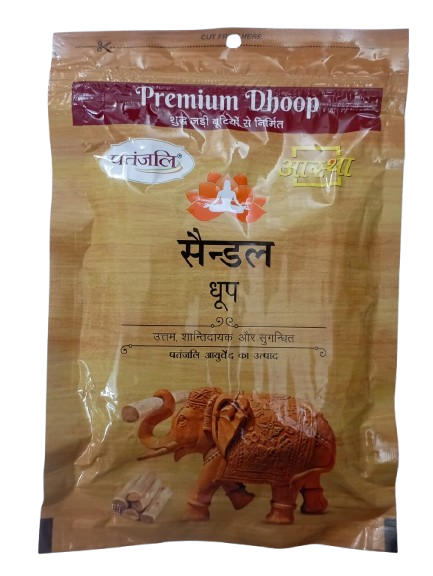 CUT FROM HERE
Premium Dhoop
शुद्ध जड़ी बूटियों से निर्मित
पतंजलि®
आस्था
सैन्डल
धूप
उत्तम, शान्तिदायक और सुगन्धित
पतंजलि आयुर्वेद का उत्पाद